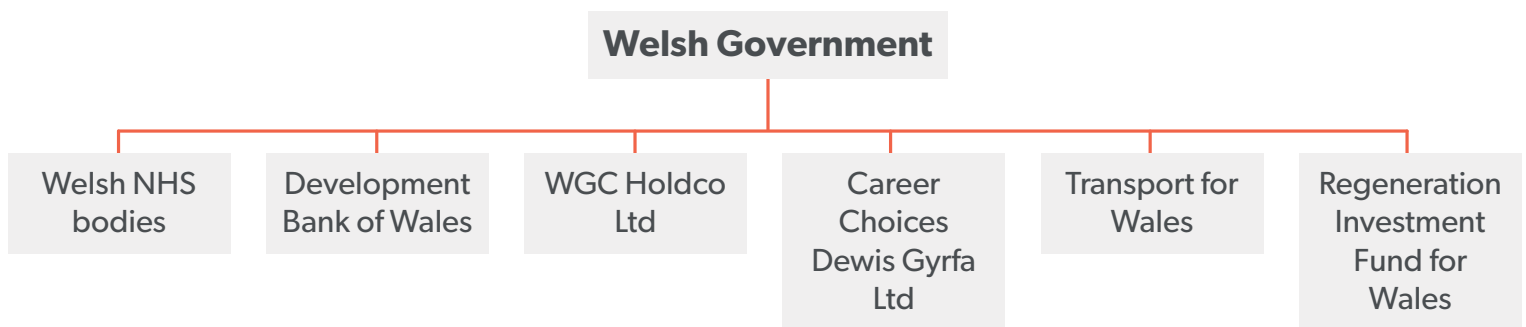 Welsh Government
Welsh NHS
bodies
Development
Bank of Wales
WGC Holdco
Ltd
Career
Choices
Dewis Gyrfa
Ltd
Transport for
Wales
Regeneration
Investment
Fund for
Wales